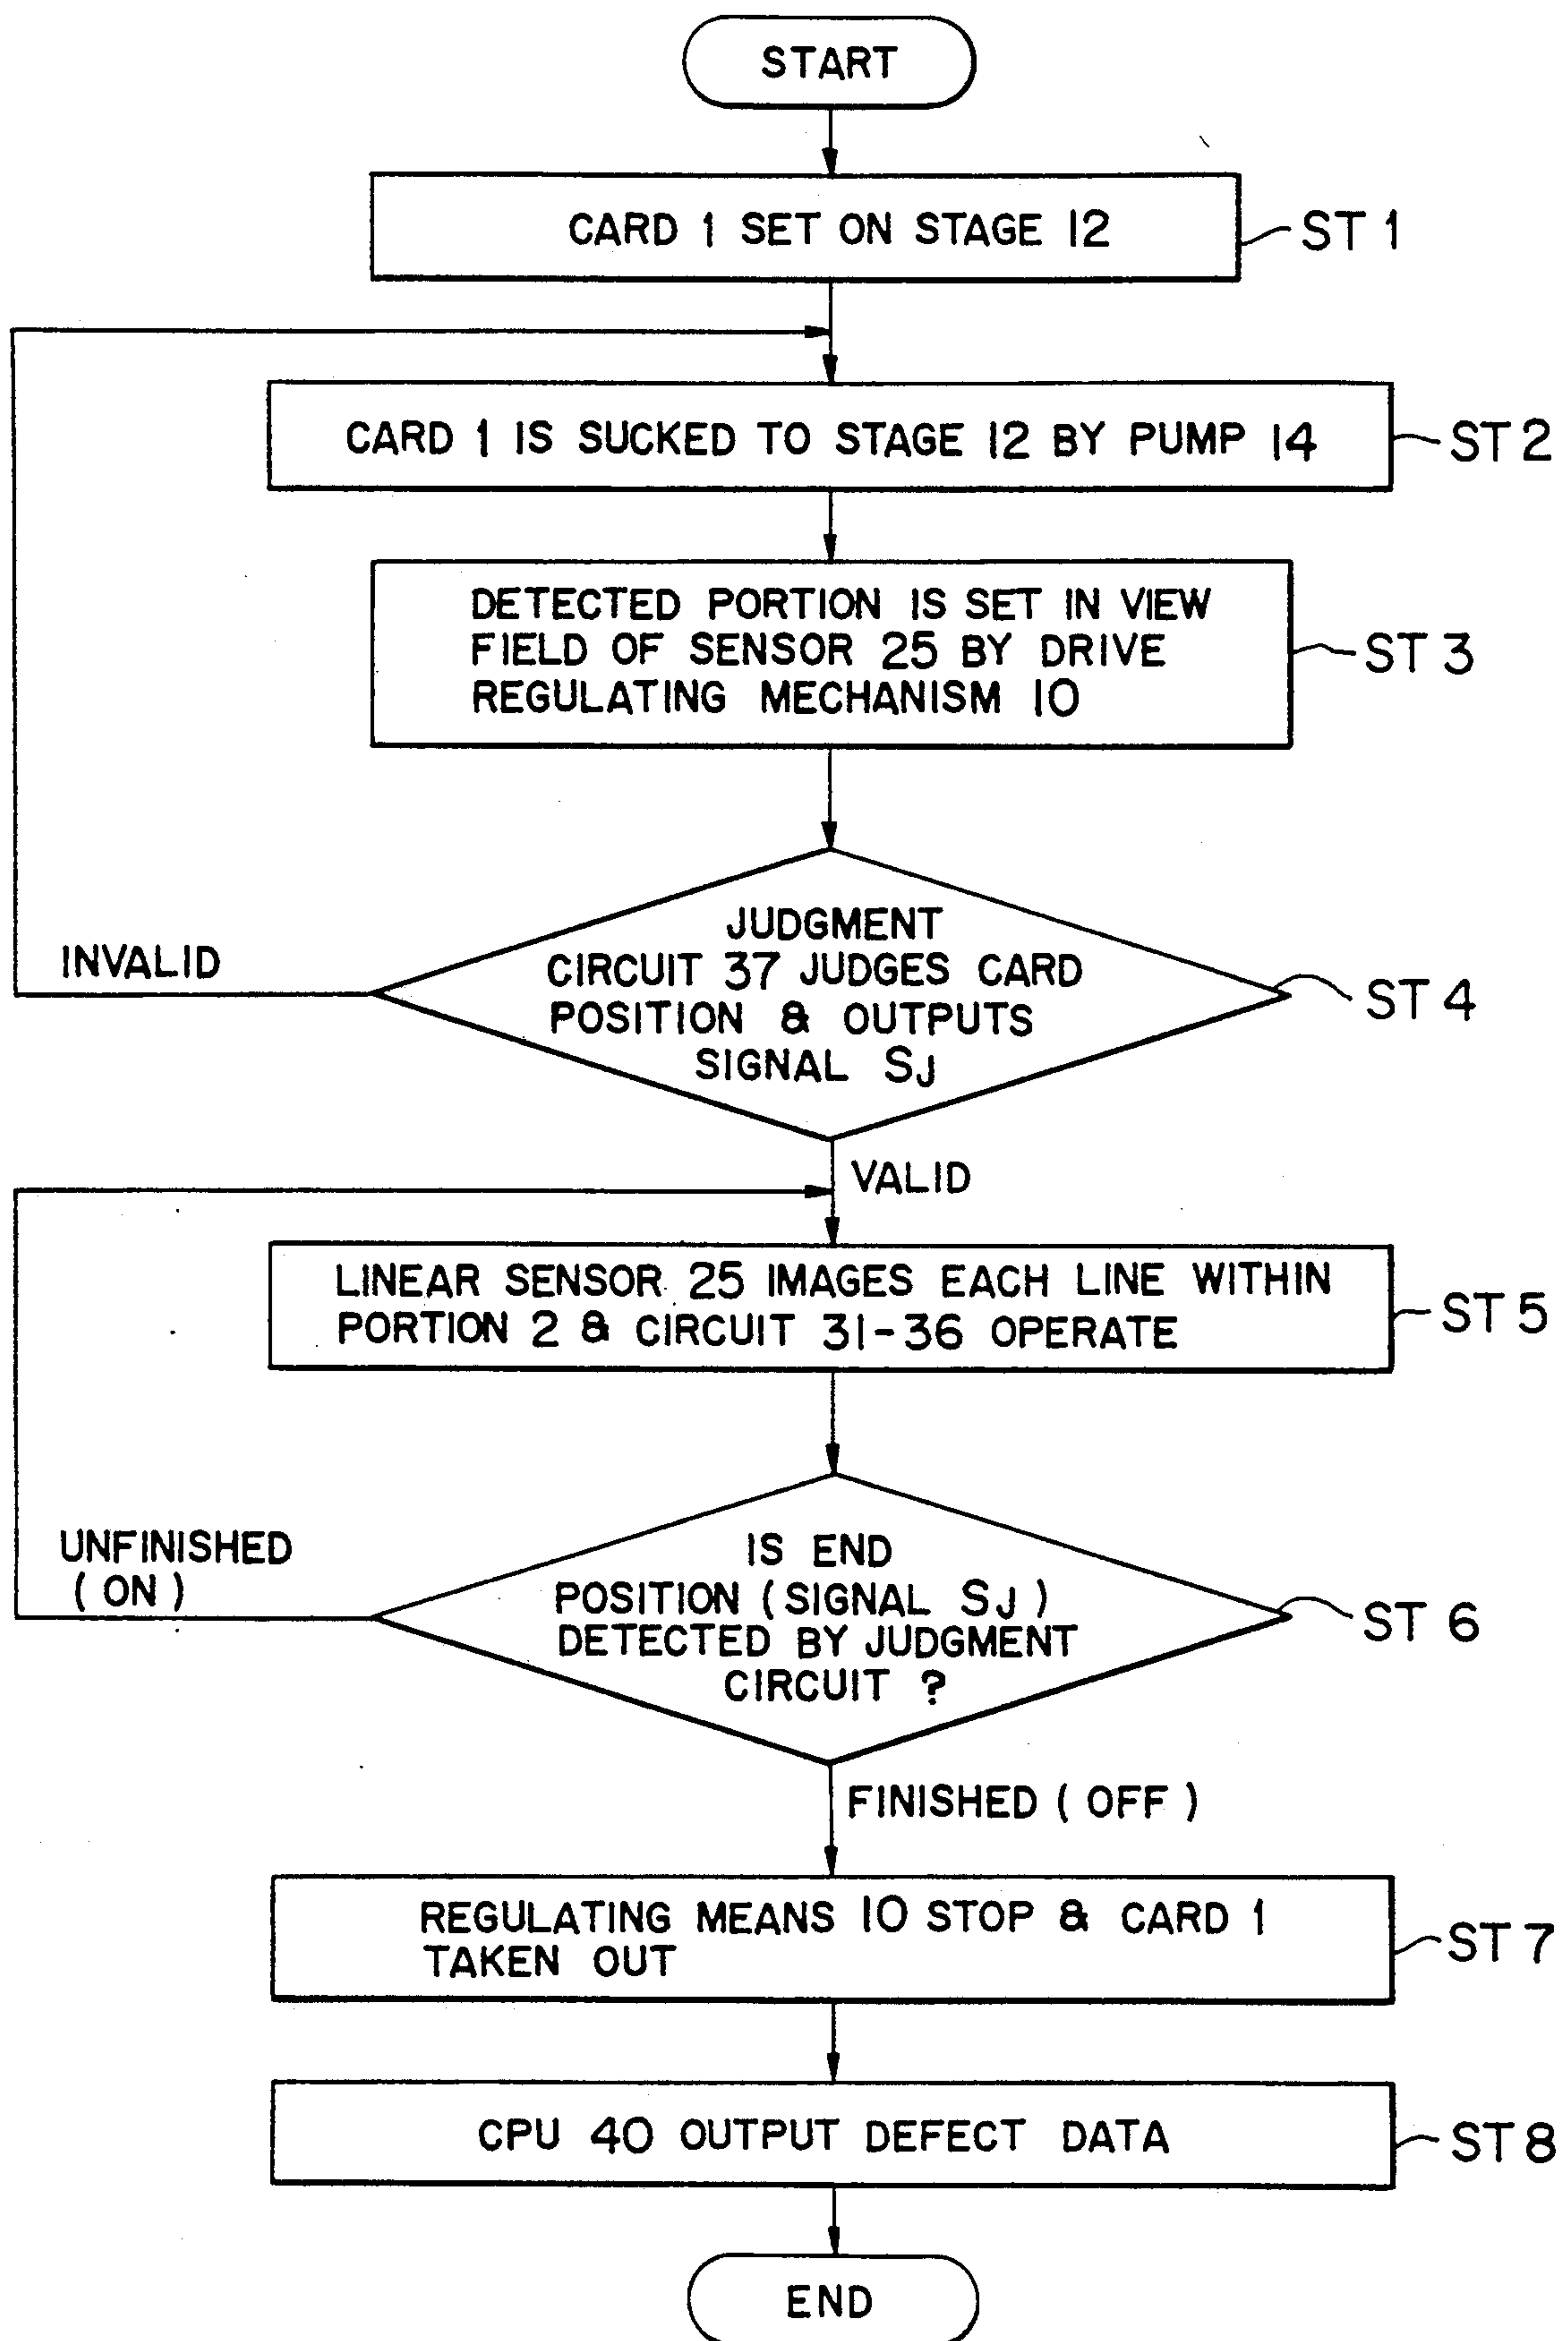 START
CARD 1 SET ON STAGE 12
ST 1
CARD 1 IS SUCKED TO STAGE 12 BY PUMP 14
ST 2
DETECTED PORTION IS SET IN VIEW
FIELD OF SENSOR 25 BY DRIVE
REGULATING MECHANISM 10
ST 3
JUDGMENT
CIRCUIT 37 JUDGES CARD
POSITION & OUTPUTS
SIGNAL SJ
INVALID
ST 4
VALID
LINEAR SENSOR 25 IMAGES EACH LINE WITHIN
PORTION 2 & CIRCUIT 31-36 OPERATE
ST 5
UNFINISHED
(ON)
IS END
POSITION (SIGNAL SJ)
DETECTED BY JUDGMENT
CIRCUIT ?
ST 6
FINISHED (OFF)
REGULATING MEANS 10 STOP & CARD 1
TAKEN OUT
ST 7
CPU 40 OUTPUT DEFECT DATA
ST 8
END